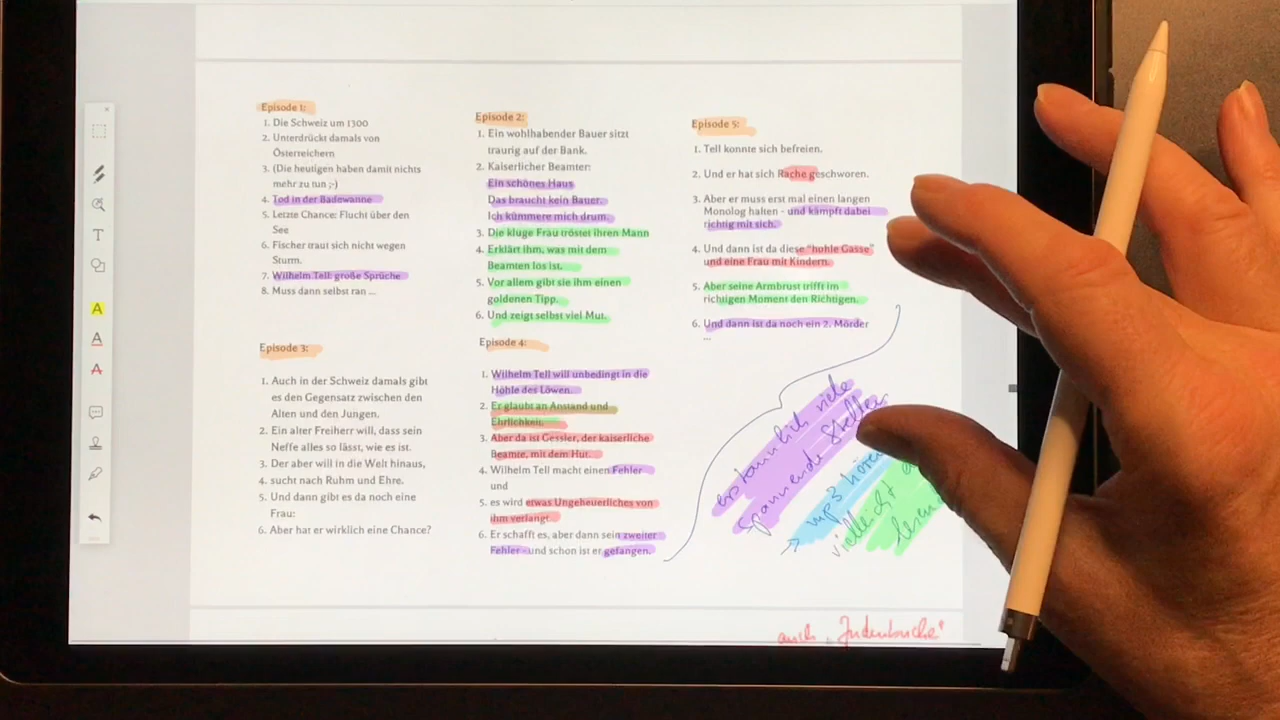 Episode 1:
1. Die Schweiz um 1300
2. Unterdrückt damals von
Österreichern
3. (Die heutigen haben damit nichts
mehr zu tun ;-)
4. Tod in der Badewanne
5. Letzte Chance: Flucht über den
See
6. Fischer traut sich nicht wegen
Sturm.
7. Wilhelm Tell: große Sprüche
8. Muss dann selbst ran ...
Episode 3:
1. Auch in der Schweiz damals gibt
es den Gegensatz zwischen den
Alten und den Jungen.
2. Ein alter Freiherr will, dass sein
Neffe alles so lässt, wie es ist.
3. Der aber will in die Welt hinaus,
4. sucht nach Ruhm und Ehre.
5. Und dann gibt es da noch eine
Frau:
6. Aber hat er wirklich eine Chance?
Episode 2:
1. Ein wohlhabender Bauer sitzt
traurig auf der Bank.
2. Kaiserlicher Beamter:
Ein schönes Haus
Das braucht kein Bauer.
Ich kümmere mich drum.
3. Die kluge Frau tröstet ihren Mann
4. Erklärt ihm, was mit dem
Beamten los ist.
5. Vor allem gibt sie ihm einen
goldenen Tipp.
6. Und zeigt selbst viel Mut.
Episode 4:
1. Wilhelm Tell will unbedingt in die
Höhle des Löwen.
2. Er glaubt an Anstand und
Ehrlichkeit.
3. Aber da ist Gessler, der kaiserliche
Beamte, mit dem Hut.
4. Wilhelm Tell macht einen Fehler
und
5. es wird etwas Ungeheuerliches von
ihm verlangt
6. Er schafft es, aber dann sein zweiter
Fehler - und schon ist er gefangen.
Episode 5:
1. Tell konnte sich befreien.
2. Und er hat sich Rache geschworen.
3. Aber er muss erst mal einen langen
Monolog halten - und kämpft dabei
richtig mit sich.
4. Und dann ist da diese "hohle Gasse"
und eine Frau mit Kindern.
5. Aber seine Armbrust trifft im
richtigen Moment den Richtigen.
6. Und dann ist da noch ein 2. Mörder
...
erstaunlich viele
spannende Stellen
mp3 hören
vielleicht
lesen
auch "Judenbuche"
T
A
A
A